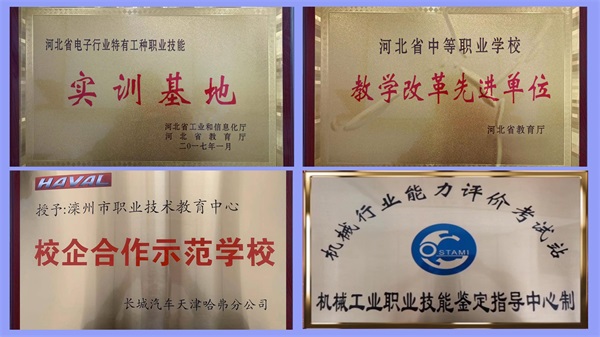 河北省电子行业特有工种职业技能
实训基地
河北省工业和信息化厅
河北省教育厅
二〇一七年一月
河北省中等职业学校
教学改革先进单位
河北省教育厅
HAVAL
授予:滦州市职业技术教育中心
校企合作示范学校
长城汽车天津哈弗分公司
机械行业能力评价考试站
OSTAMI
机械工业职业技能鉴定指导中心制